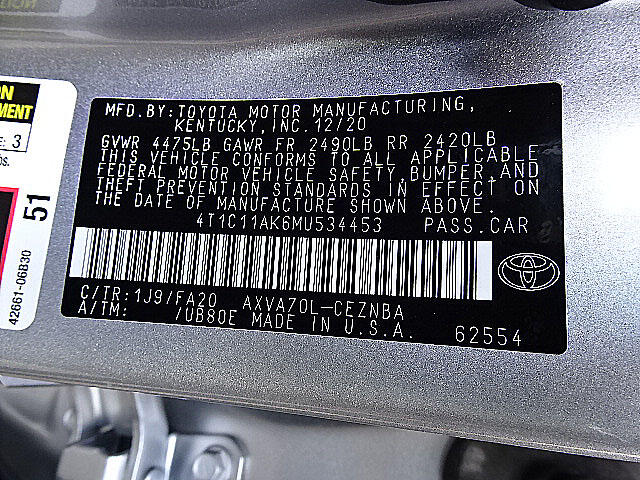 ON
EMENT
E: 3
os.
51
42661-06B30
MFD.BY:TOYOTA MOTOR MANUFACTURING,
KENTUCKY,INC.12/20
GVWR 4475LB GAWR FR 2490LB RR 2420LB
THIS VEHICLE CONFORMS TO ALL APPLICABLE
FEDERAL MOTOR VEHICLE SAFETY,BUMPER,AND
THEFT PREVENTION STANDARDS IN EFFECT ON
THE DATE OF MANUFACTURE SHOWN ABOVE.
4T1C11AK6MU534453 PASS.CAR
C/TR:1J9/FA20 AXVA70L-CEZNBA
A/TM: /UB80E MADE IN U.S.A.
62554